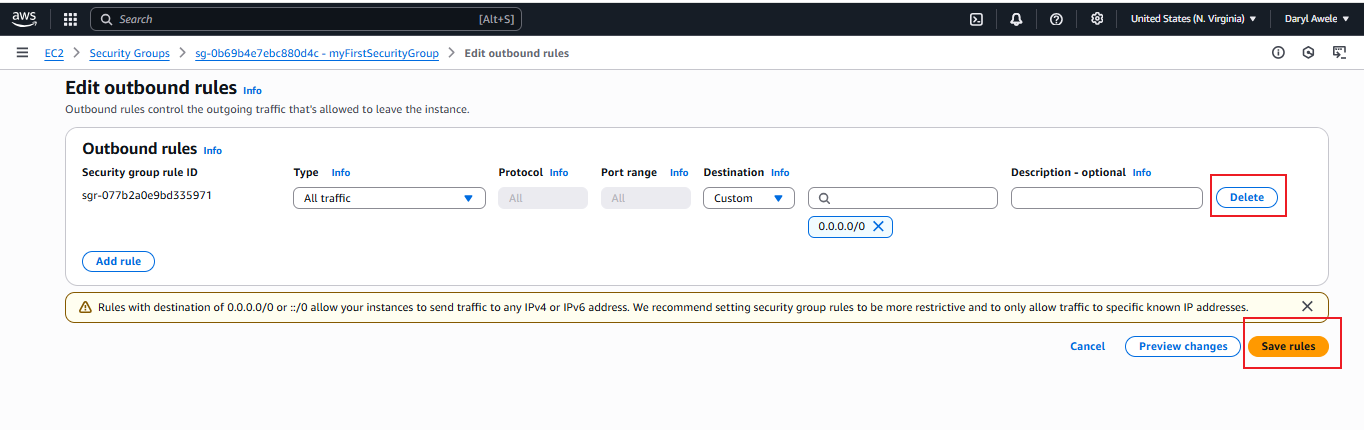 aws Search [Alt+S] United States (N. Virginia) Daryl Awele
EC2 > Security Groups > sg-0b69b4e7ebc880d4c - myFirstSecurityGroup > Edit outbound rules
Edit outbound rules Info
Outbound rules control the outgoing traffic that's allowed to leave the instance.
Outbound rules Info
Security group rule ID Type Info Protocol Info Port range Info Destination Info Description - optional Info
sgr-077b2a0e9bd335971 All traffic All All Custom Delete
0.0.0.0/0
Add rule
Rules with destination of 0.0.0.0/0 or ::/0 allow your instances to send traffic to any IPv4 or IPv6 address. We recommend setting security group rules to be more restrictive and to only allow traffic to specific known IP addresses.
Cancel Preview changes Save rules